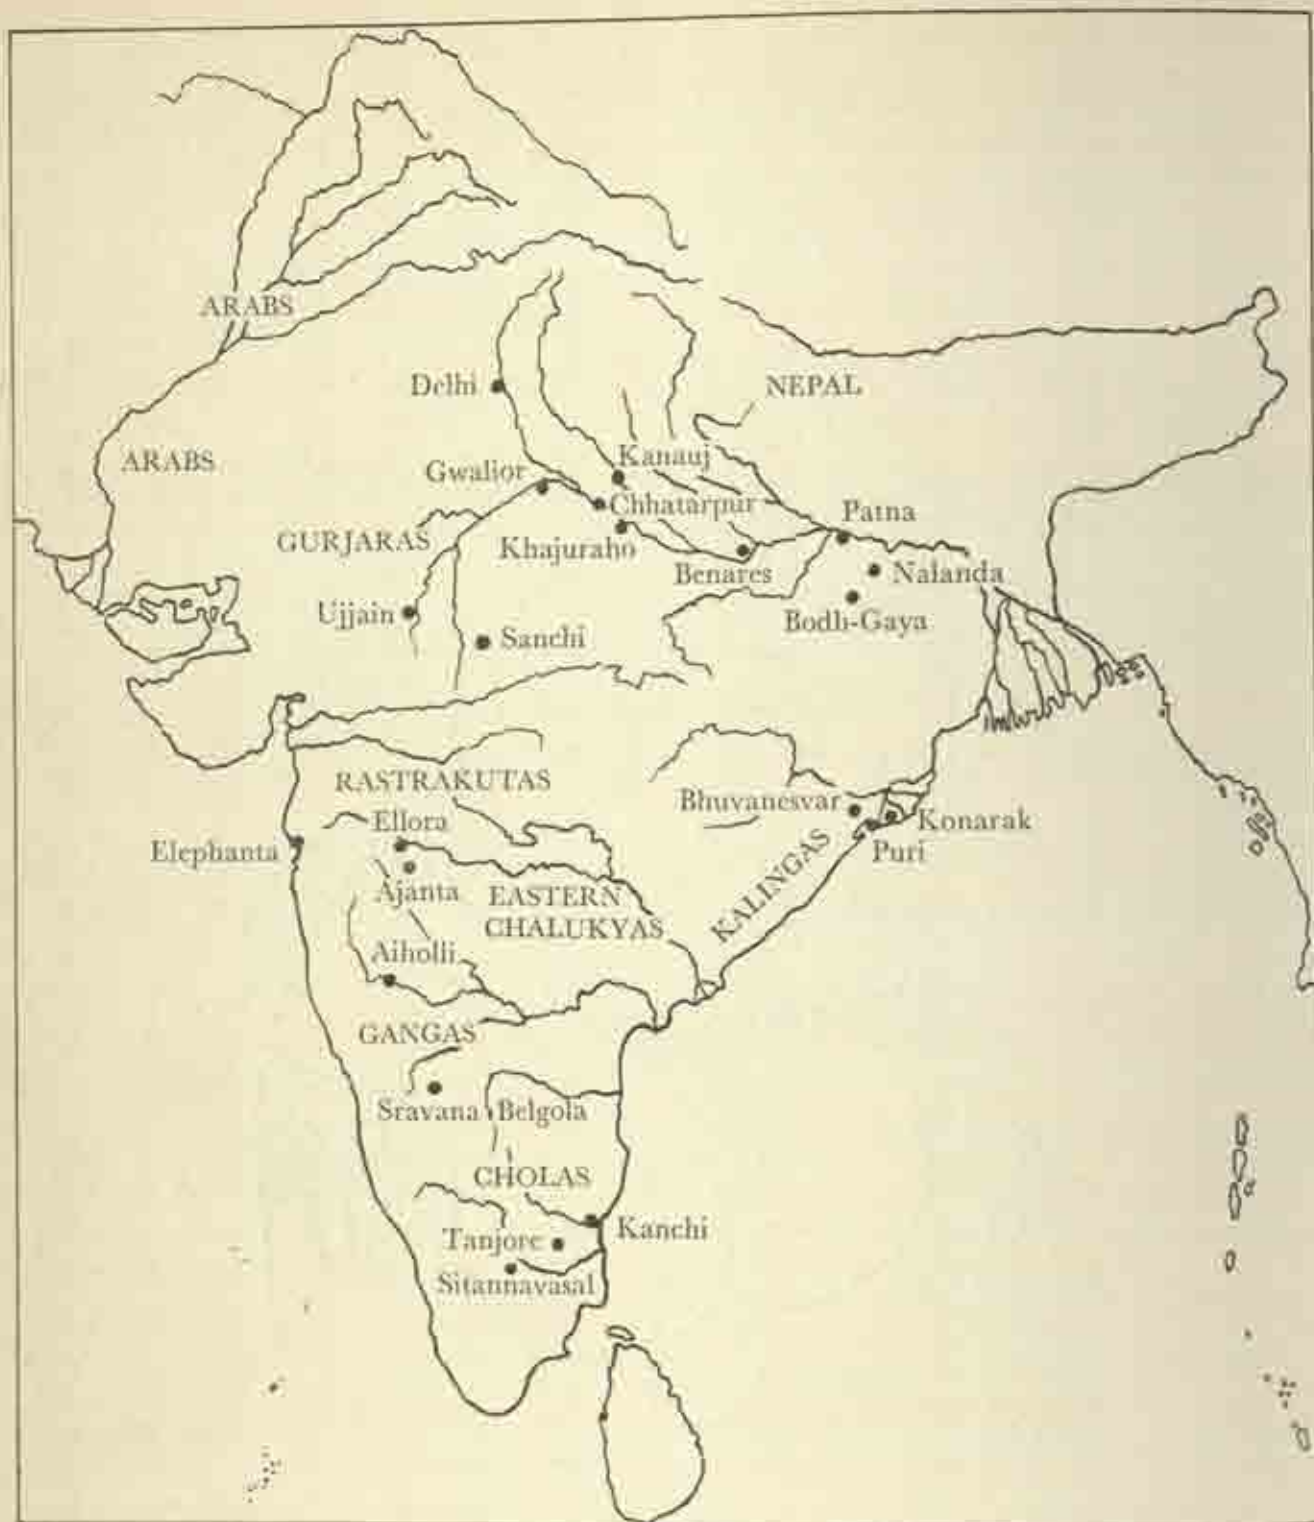 ARABS
Delhi
NEPAL
ARABS
Kanauj
Gwalior
Chhatarpur
Patna
GURJARAS
Khajuraho
Benares
Nalanda
Ujjain
Bodh-Gaya
Sanchi
RASTRAKUTAS
Bhuvanesvar
Ellora
Konarak
Elephanta
Puri
Ajanta
EASTERN
CHALUKYAS
KALINGAS
Aiholli
GANGAS
Sravana Belgola
CHOLAS
Kanchi
Tanjore
Sitannavasal